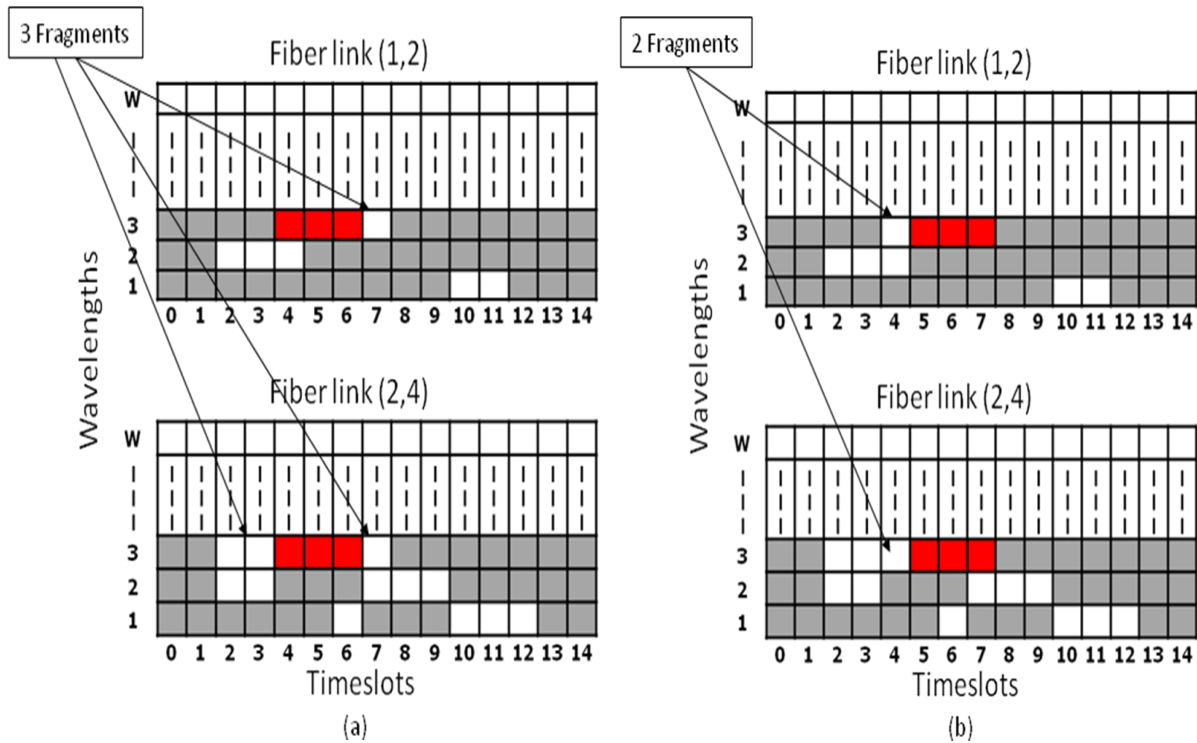 3 Fragments
Fiber link (1,2)
W
3
2
1
0 1 2 3 4 5 6 7 8 9 10 11 12 13 14
Wavelengths
Fiber link (2,4)
W
3
2
1
0 1 2 3 4 5 6 7 8 9 10 11 12 13 14
Timeslots
(a)
2 Fragments
Fiber link (1,2)
W
3
2
1
0 1 2 3 4 5 6 7 8 9 10 11 12 13 14
Wavelengths
Fiber link (2,4)
W
3
2
1
0 1 2 3 4 5 6 7 8 9 10 11 12 13 14
Timeslots
(b)